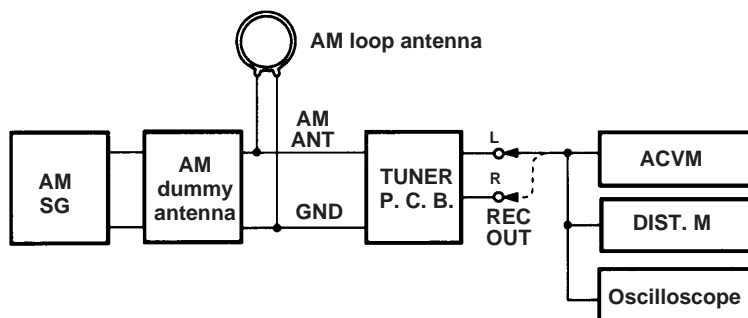 AM loop antenna
AM
ANT
AM
SG
AM
dummy
antenna
GND
TUNER
P. C. B.
L
R
REC
OUT
ACVM
DIST. M
Oscilloscope